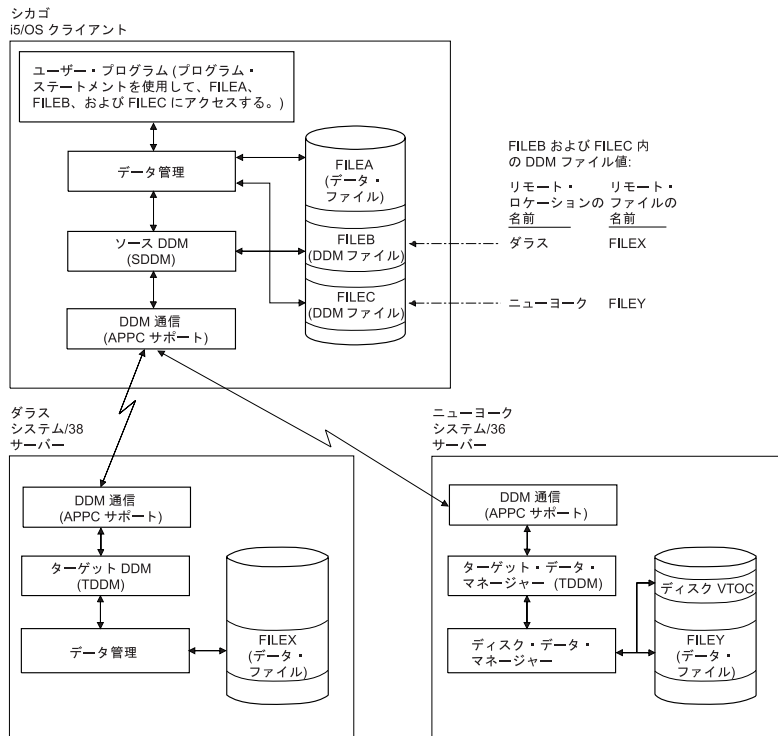 シカゴ
i5/OS クライアント
ユーザー・プログラム (プログラム・
ステートメントを使用して、FILEA、
FILEB、および FILEC にアクセスする。)
データ管理
ソース DDM
(SDDM)
DDM 通信
(APPC サポート)
FILEA
(データ・
ファイル)
FILEB
(DDM ファイル)
FILEC
(DDM ファイル)
FILEB および FILEC 内
の DDM ファイル値:
リモート・
ロケーションの
名前
リモート・
ファイルの
名前
ダラス
FILEX
ニューヨーク
FILEY
ダラス
システム/38
サーバー
DDM 通信
(APPC サポート)
ターゲット DDM
(TDDM)
データ管理
FILEX
(データ・
ファイル)
ニューヨーク
システム/36
サーバー
DDM 通信
(APPC サポート)
ターゲット・データ・
マネージャー (TDDM)
ディスク・データ・
マネージャー
ディスク VTOC
FILEY
(データ・
ファイル)